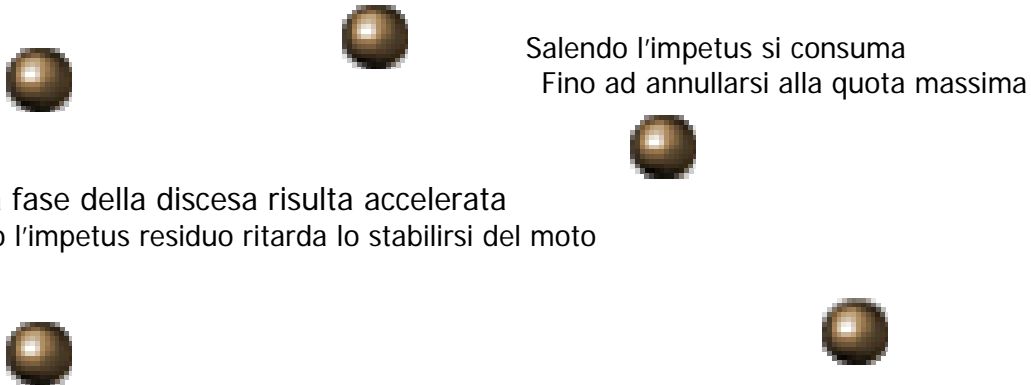 Salendo l'impetus si consuma
Fino ad annullarsi alla quota massima
fase della discesa risulta accelerata
l'impetus residuo ritarda lo stabilirsi del moto